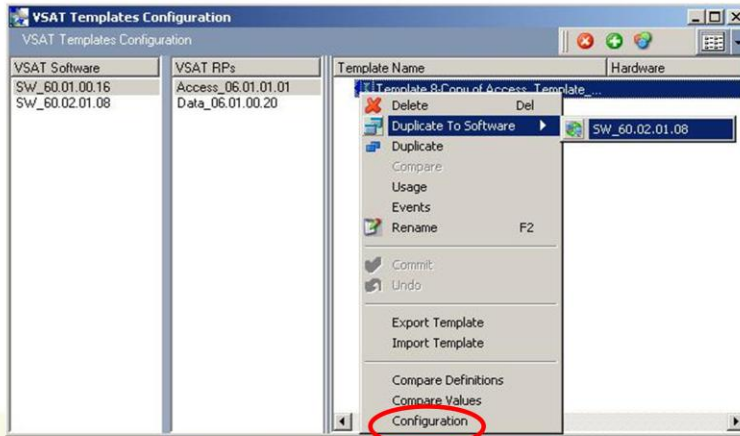 VSAT Templates Configuration
VSAT Templates Configuration
VSAT Software
VSAT RPs
Template Name
Hardware
SW_60.01.00.16
Access_06.01.01.01
Template 8-Copy of Access_Template_...
SW_60.02.01.08
Data_06.01.00.20
Delete Del
Duplicate To Software
SW_60.02.01.08
Duplicate
Compare
Usage
Events
Rename F2
Commit
Undo
Export Template
Import Template
Compare Definitions
Compare Values
Configuration